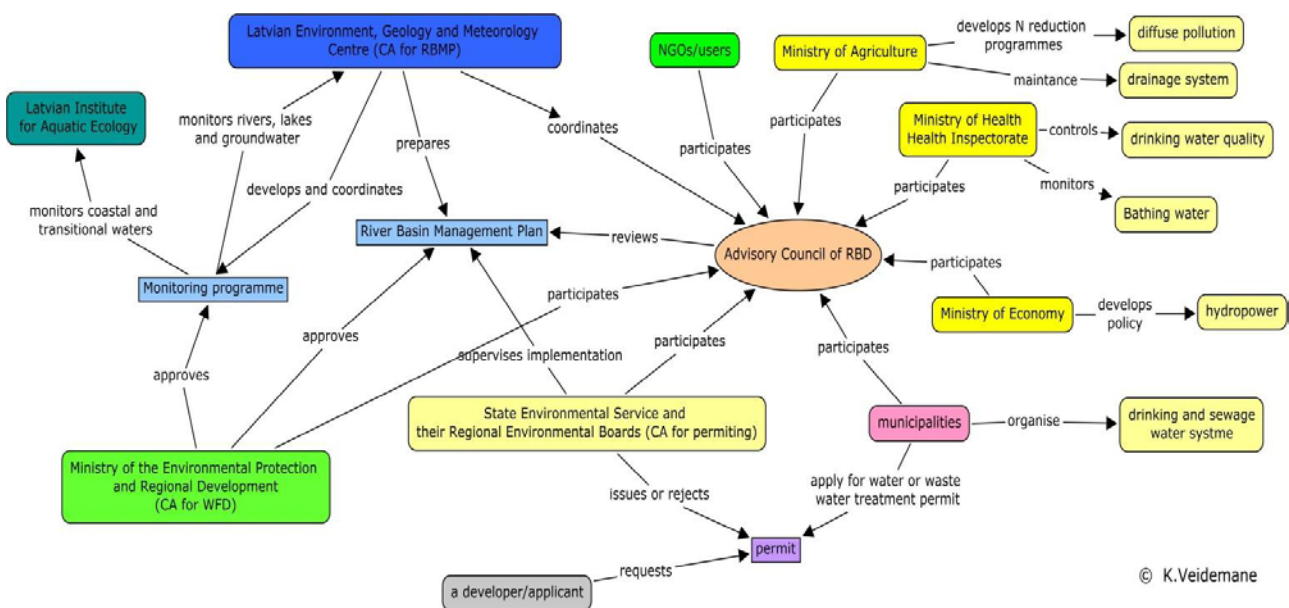 Latvian Environment, Geology and Meteorology
Centre (CA for RBMP)
NGOs/users
Ministry of Agriculture
develops N reduction
programmes
diffuse pollution
maintance
drainage system
Latvian Institute
for Aquatic Ecology
monitors rivers, lakes
and groundwater
prepares
coordinates
participates
participates
Ministry of Health
Health Inspectorate
controls
drinking water quality
participates
monitors
Bathing water
develops and coordinates
monitors coastal and
transitional waters
River Basin Management Plan
reviews
Advisory Council of RBD
participates
Monitoring programme
participates
Ministry of Economy
develops
policy
hydropower
approves
approves
supervises implementation
participates
participates
State Environmental Service and
their Regional Environmental Boards (CA for permiting)
municipalities
organise
drinking and sewage
water systme
Ministry of the Environmental Protection
and Regional Development
(CA for WFD)
issues or rejects
apply for water or waste
water treatment permit
permit
requests
a developer/applicant
© K.Veidemane